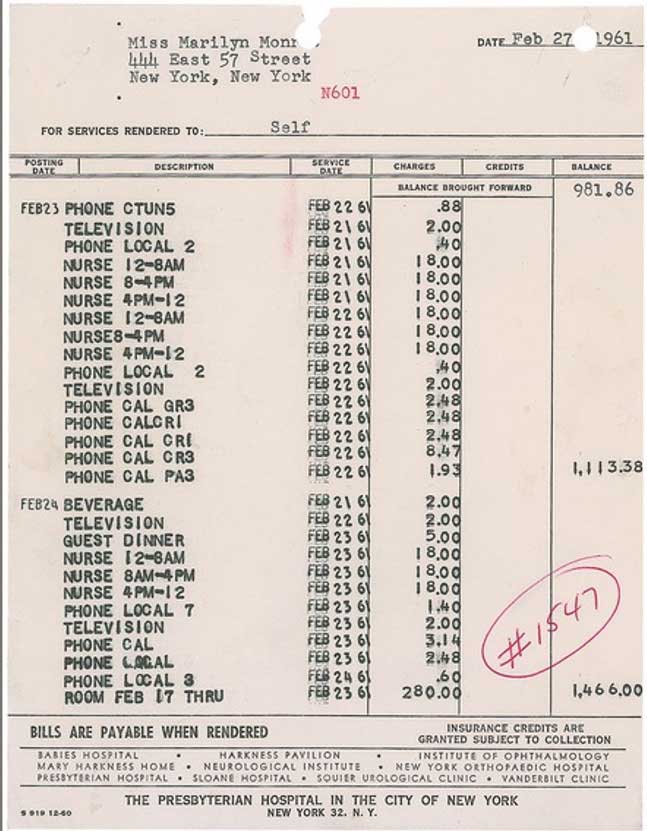 Miss Marilyn Monr
444 East 57 Street
New York, New York
DATE Feb 27 1961
N601
FOR SERVICES RENDERED TO: Self
POSTING DATE DESCRIPTION SERVICE DATE CHARGES CREDITS BALANCE
BALANCE BROUGHT FORWARD 981.86
FEB23 PHONE CTUN5 FEB 22 61 .88
TELEVISION FEB 21 61 2.00
PHONE LOCAL 2 FEB 21 61 .40
NURSE 12-8AM FEB 21 61 18.00
NURSE 8-4PM FEB 21 61 18.00
NURSE 4PM-12 FEB 21 61 18.00
NURSE 12-8AM FEB 22 61 18.00
NURSE8-4PM FEB 22 61 18.00
NURSE 4PM-12 FEB 22 61 18.00
PHONE LOCAL 2 FEB 22 61 .40
TELEVISION FEB 22 61 2.00
PHONE CAL GR3 FEB 22 61 2.48
PHONE CALCRI FEB 22 61 2.48
PHONE CAL CRI FEB 22 61 2.48
PHONE CAL CR3 FEB 22 61 8.47
PHONE CAL PA3 FEB 22 61 1.93 1,113.38
FEB24 BEVERAGE FEB 21 61 2.00
TELEVISION FEB 22 61 2.00
GUEST DINNER FEB 23 61 5.00
NURSE 12-8AM FEB 23 61 18.00
NURSE 8AM-4PM FEB 23 61 18.00
NURSE 4PM-12 FEB 23 61 18.00
PHONE LOCAL 7 FEB 23 61 1.40
TELEVISION FEB 23 61 2.00
PHONE CAL FEB 23 61 3.14
PHONE FEB 23 61 2.48
PHONE LOCAL 3 FEB 24 61 .60
ROOM FEB 17 THRU FEB 23 61 280.00 1,466.00
#1547
BILLS ARE PAYABLE WHEN RENDERED
INSURANCE CREDITS ARE
GRANTED SUBJECT TO COLLECTION
BABIES HOSPITAL • HARKNESS PAVILION • INSTITUTE OF OPHTHALMOLOGY
MARY HARKNESS HOME • NEUROLOGICAL INSTITUTE • NEW YORK ORTHOPAEDIC HOSPITAL
PRESBYTERIAN HOSPITAL • SLOANE HOSPITAL • SQUIER UROLOGICAL CLINIC • VANDERBILT CLINIC
THE PRESBYTERIAN HOSPITAL IN THE CITY OF NEW YORK
NEW YORK 32, N. Y.
S 919 12-60